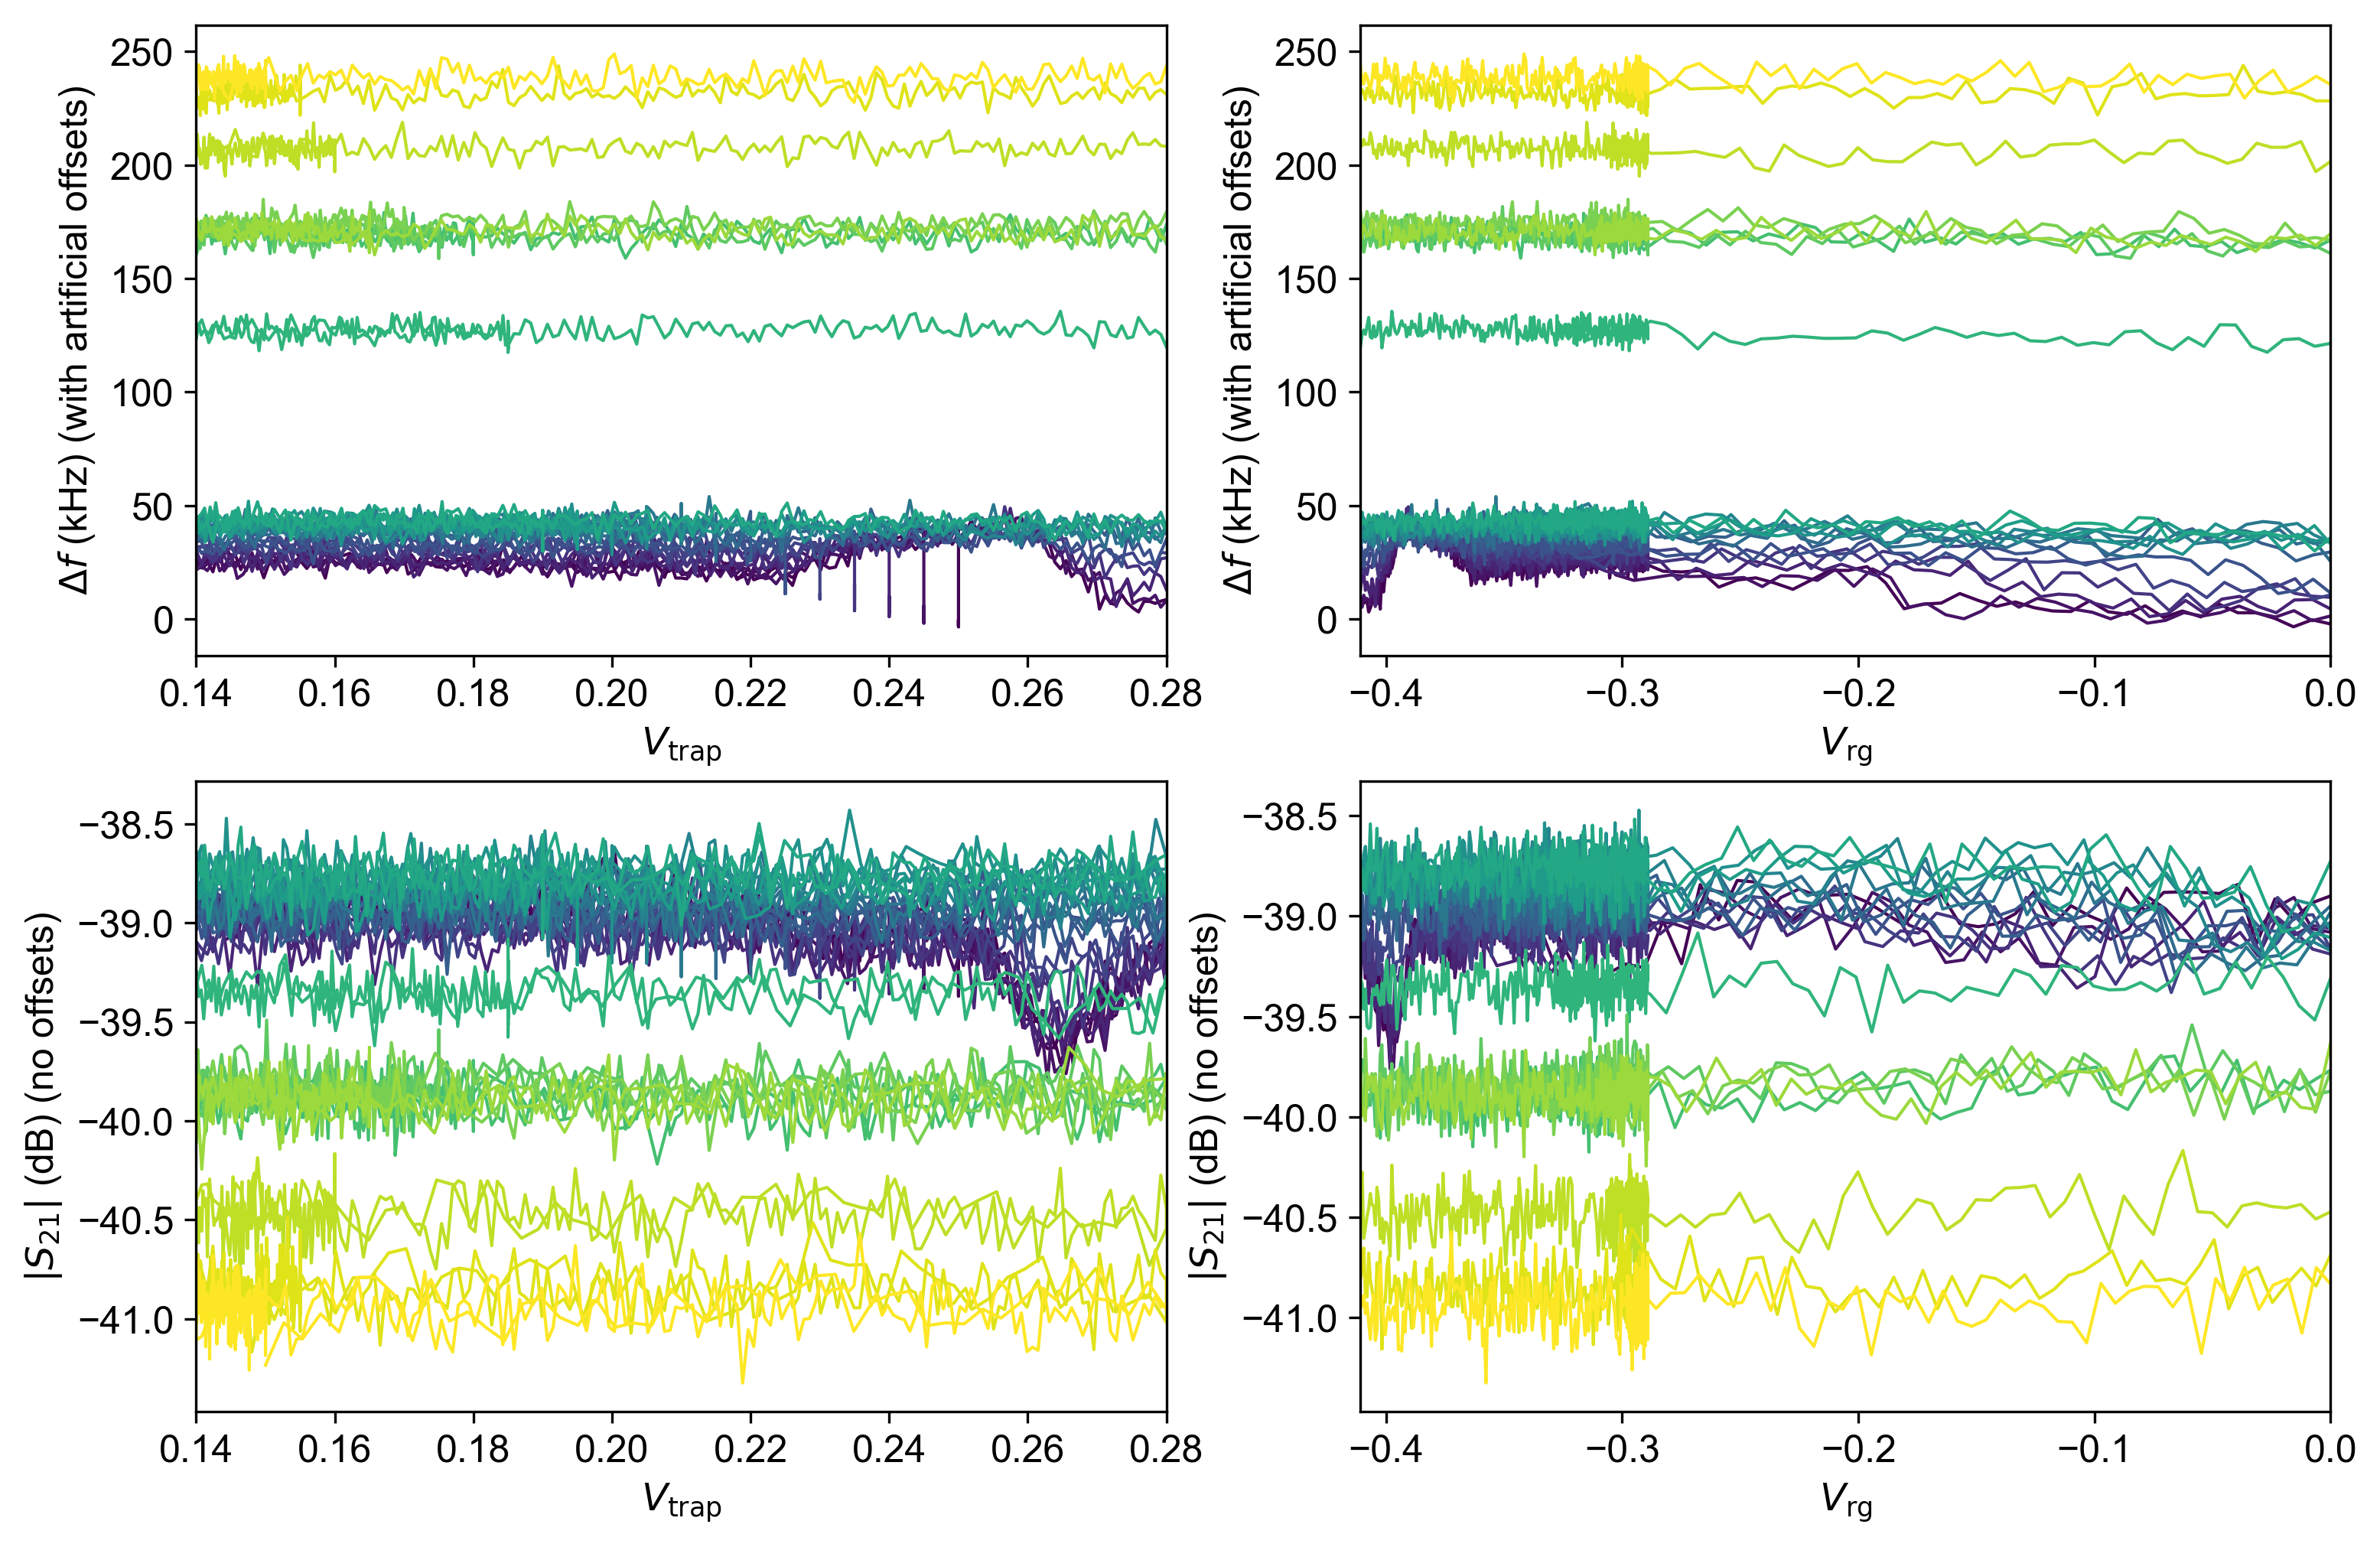 Δf (kHz) (with artificial offsets)
250
200
150
100
50
0
0.14 0.16 0.18 0.20 0.22 0.24 0.26 0.28
V_trap
Δf (kHz) (with artificial offsets)
250
200
150
100
50
0
−0.4 −0.3 −0.2 −0.1 0.0
V_rg
|S_21| (dB) (no offsets)
−38.5
−39.0
−39.5
−40.0
−40.5
−41.0
0.14 0.16 0.18 0.20 0.22 0.24 0.26 0.28
V_trap
|S_21| (dB) (no offsets)
−38.5
−39.0
−39.5
−40.0
−40.5
−41.0
−0.4 −0.3 −0.2 −0.1 0.0
V_rg